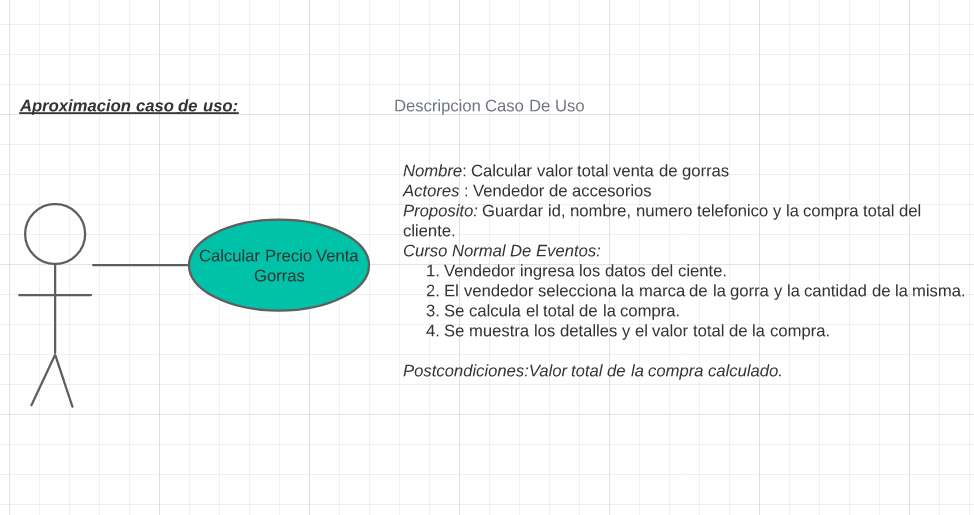 Aproximacion caso de uso:
Descripcion Caso De Uso
Calcular Precio Venta
Gorras
Nombre: Calcular valor total venta de gorras
Actores : Vendedor de accesorios
Proposito: Guardar id, nombre, numero telefonico y la compra total del
cliente.
Curso Normal De Eventos:
1. Vendedor ingresa los datos del ciente.
2. El vendedor selecciona la marca de la gorra y la cantidad de la misma.
3. Se calcula el total de la compra.
4. Se muestra los detalles y el valor total de la compra.
Postcondiciones:Valor total de la compra calculado.